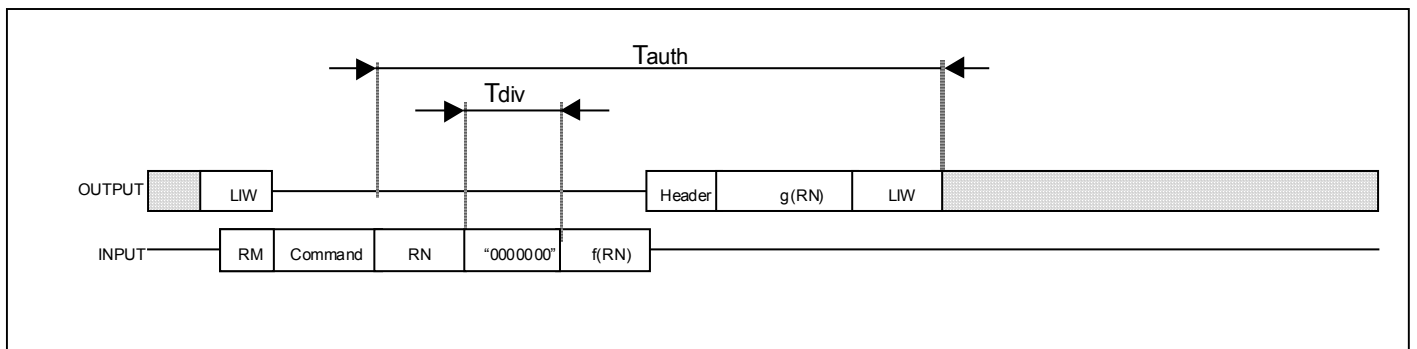 Tauth
Tdiv
OUTPUT LIW Header g(RN) LIW
INPUT RM Command RN “0000000” f(RN)